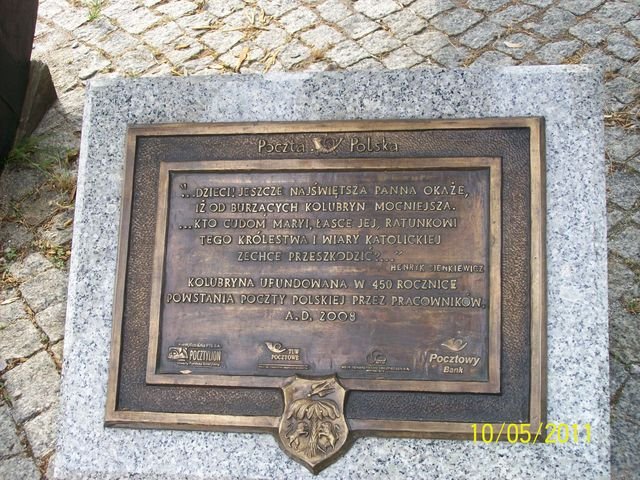 Poczta Polska
"...DZIECI! JESZCZE NAJŚWIĘTSZA PANNA OKAŻE,
IŻ OD BURZĄCYCH KOLUBRYN MOCNIEJSZA.
...KTO CUDOM MARYI, ŁASCE JEJ, RATUNKOWI
TEGO KRÓLESTWA I WIARY KATOLICKIEJ
ZECHCE PRZESZKODZIĆ?..."
HENRYK SIENKIEWICZ
KOLUBRYNA UFUNDOWANA W 450 ROCZNICĘ
POWSTANIA POCZTY POLSKIEJ PRZEZ PRACOWNIKÓW.
A.D. 2008
POCZTYLION
TUW
POCZTOWE
Pocztowy
Bank
10/05/2011